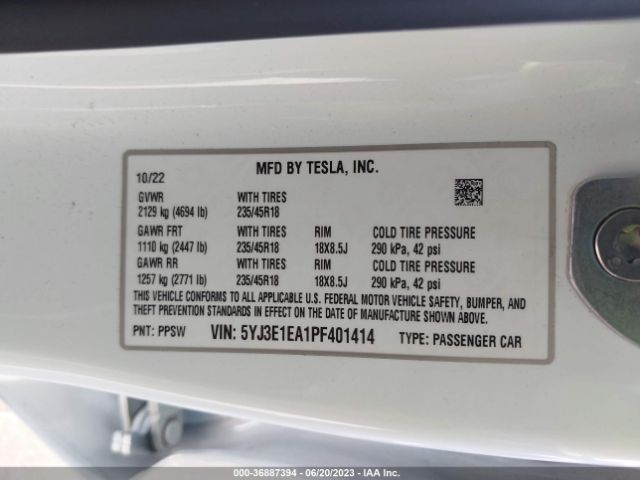 10/22 MFD BY TESLA, INC.
GVWR WITH TIRES
2129 kg (4694 lb) 235/45R18
GAWR FRT WITH TIRES RIM COLD TIRE PRESSURE
1110 kg (2447 lb) 235/45R18 18X8.5J 290 kPa, 42 psi
GAWR RR WITH TIRES RIM COLD TIRE PRESSURE
1257 kg (2771 lb) 235/45R18 18X8.5J 290 kPa, 42 psi
THIS VEHICLE CONFORMS TO ALL APPLICABLE U.S. FEDERAL MOTOR VEHICLE SAFETY, BUMPER, AND
THEFT PREVENTION STANDARDS IN EFFECT ON THE DATE OF MANUFACTURE SHOWN ABOVE.
PNT: PPSW VIN: 5YJ3E1EA1PF401414 TYPE: PASSENGER CAR
000-36887394 - 06/20/2023 - IAA Inc.